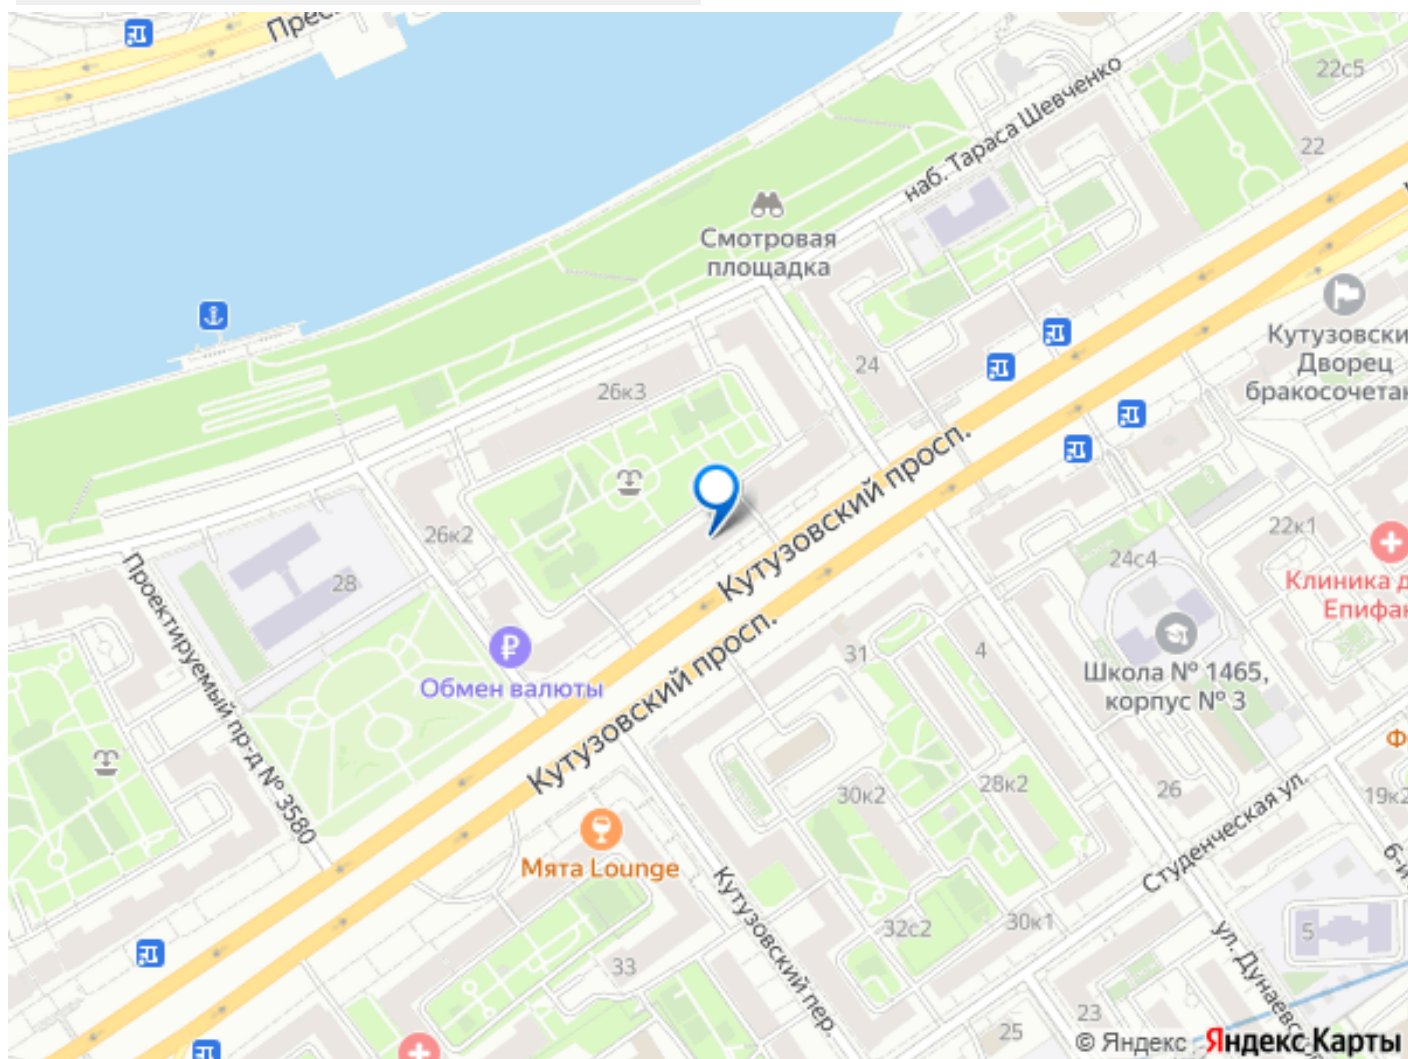 Прес
22с5
наб. Тараса Шевченко
22
Смотровая
площадка
Кутузовски
Дворец
бракосочета
24
26к3
Кутузовский просп.
26к2
22к1
24с4
Клиника д
Епифан
28
Проектируемый пр-д № 3580
₽
Обмен валюты
Кутузовский просп.
31
4
Школа № 1465,
корпус № 3
Ф
30к2
28к2
26
19к2
Студенческая ул.
6-й
Мята Lounge
Кутузовский пер.
32с2
30к1
5
ул. Дунаевс
33
23
25
© Яндекс Яндекс Карты